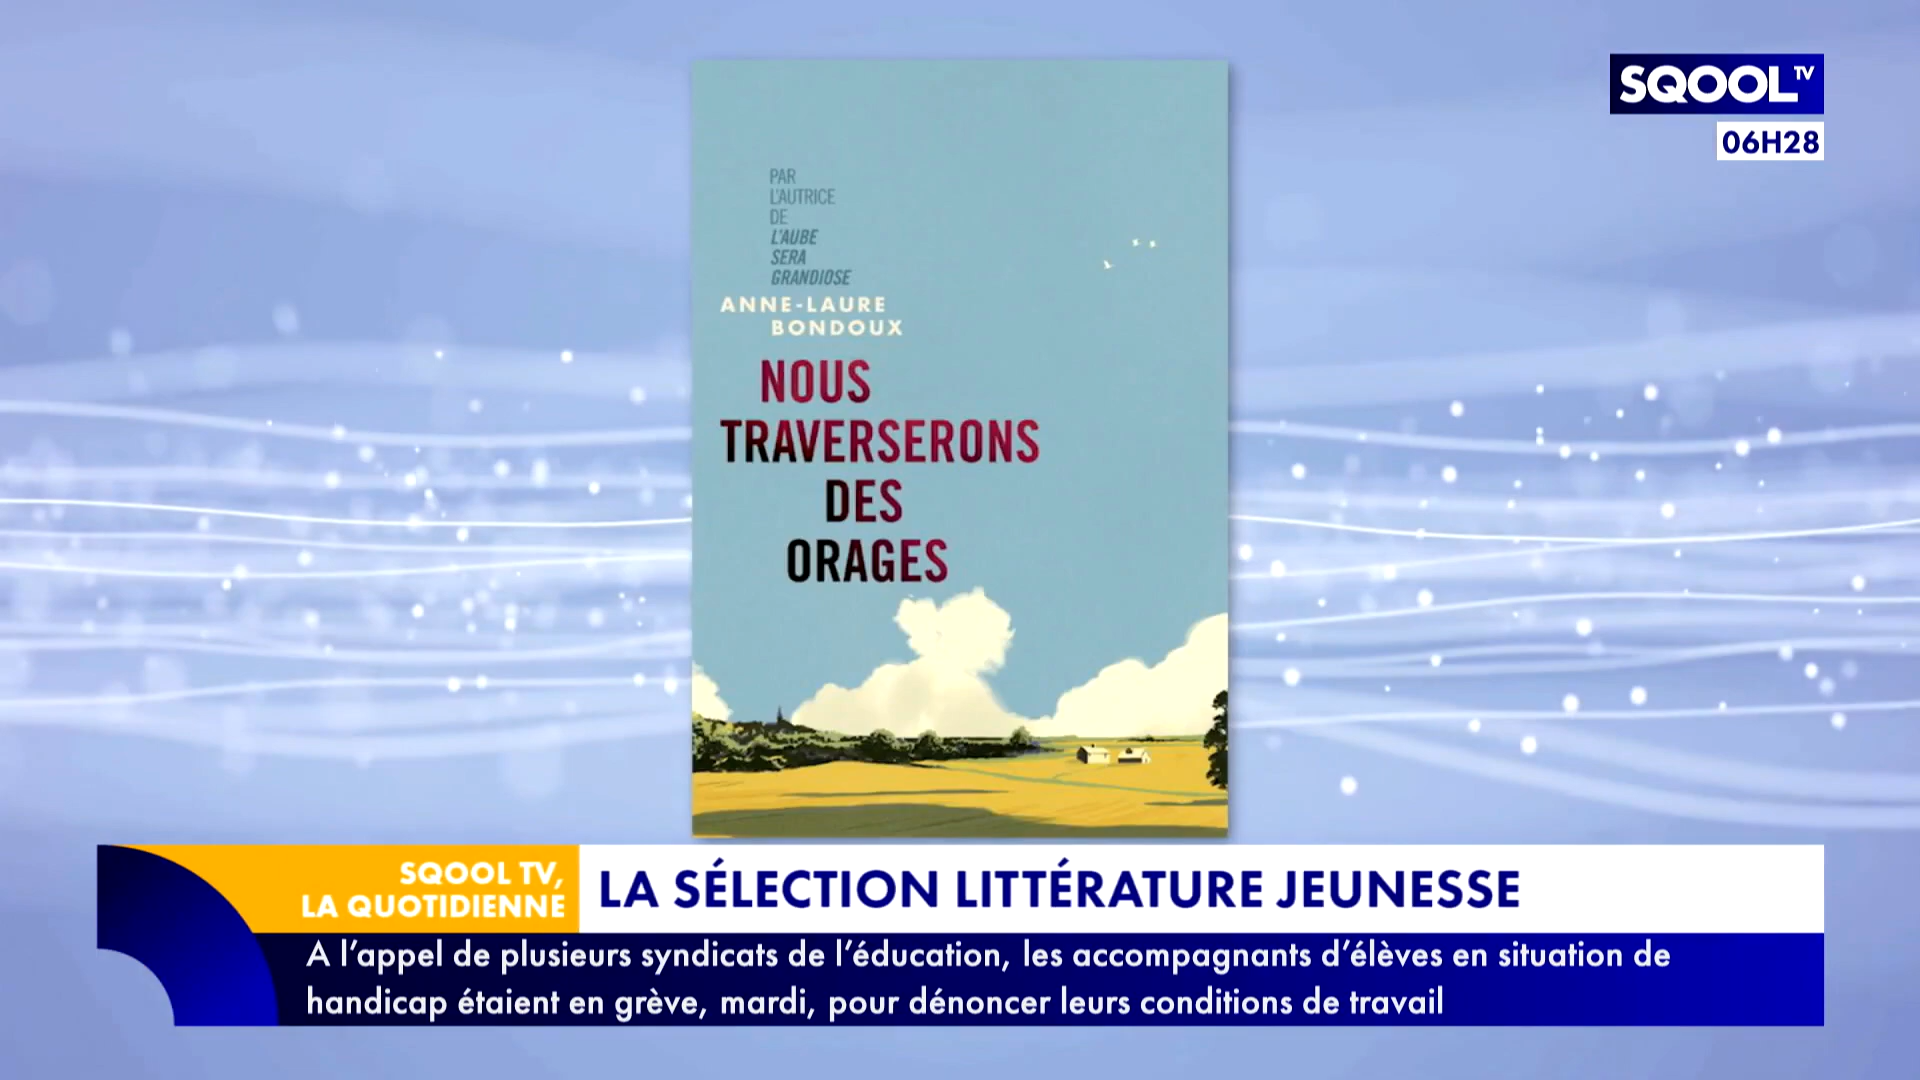 SQOOL TV
06H28
PAR
L'AUTRICE
DE
L'AUBE
SERA
GRANDIOSE
ANNE-LAURE
BONDOUX
NOUS
TRAVERSERONS
DES
ORAGES
SQOOL TV,
LA QUOTIDIENNE
LA SÉLECTION LITTÉRATURE JEUNESSE
A l’appel de plusieurs syndicats de l’éducation, les accompagnants d’élèves en situation de
handicap étaient en grève, mardi, pour dénoncer leurs conditions de travail